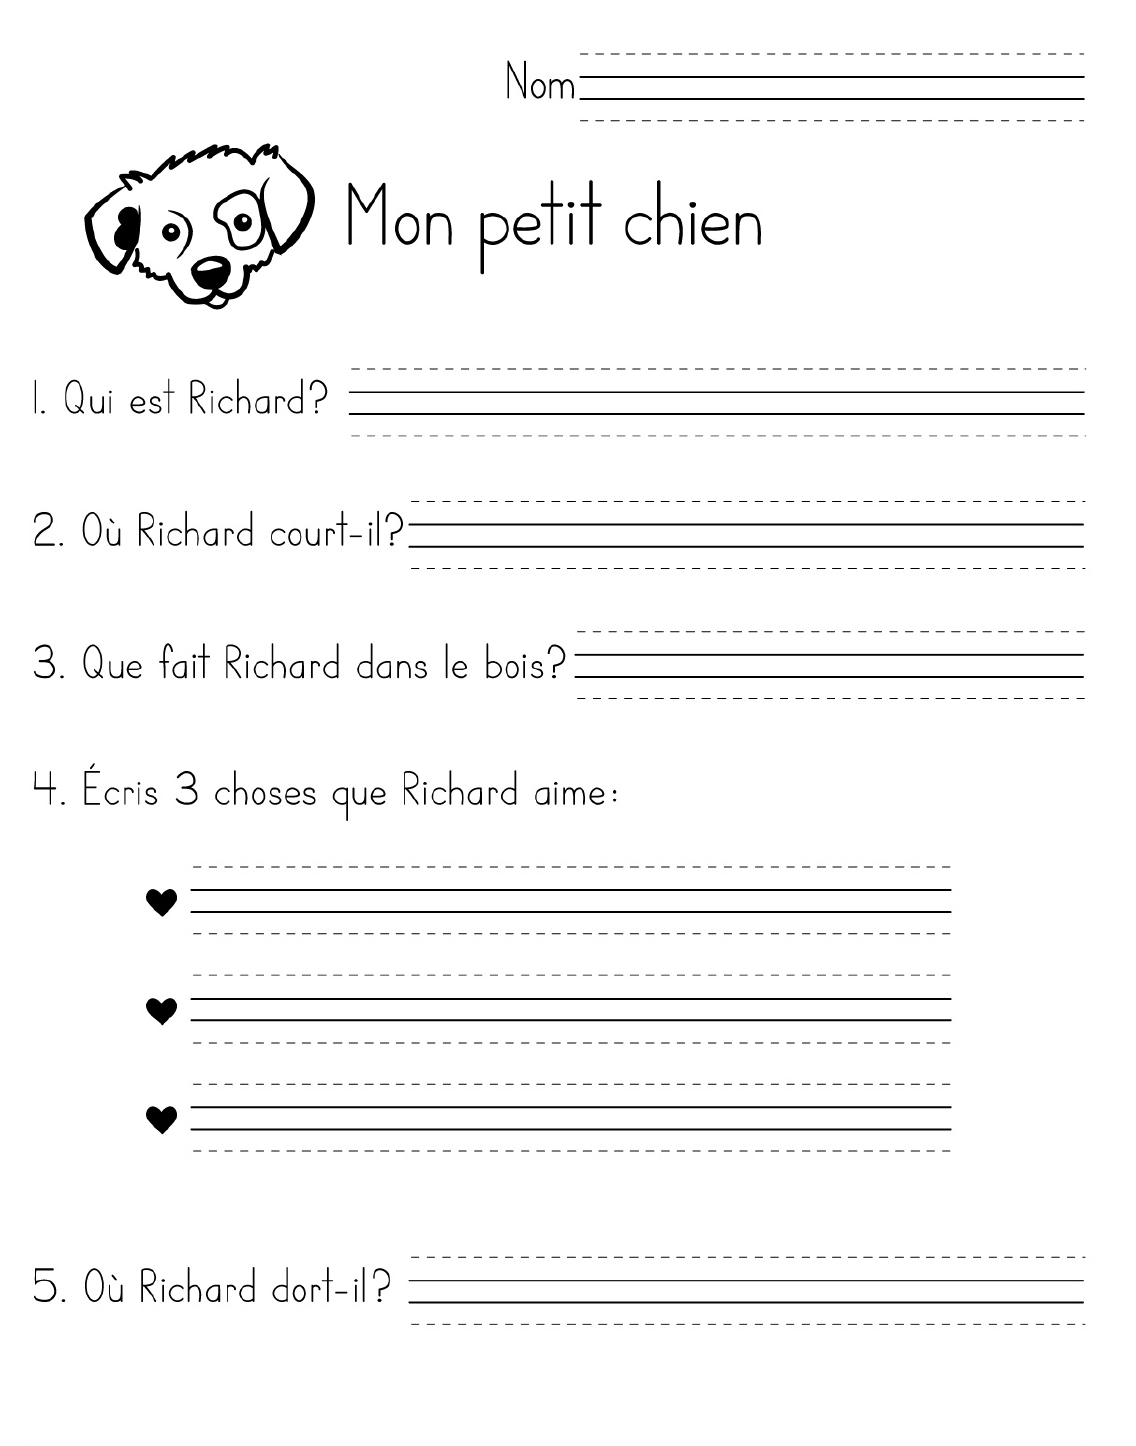 Nom
Mon petit chien
1. Qui est Richard?
2. Où Richard court-il?
3. Que fait Richard dans le bois?
4. Écris 3 choses que Richard aime:
5. Où Richard dort-il?